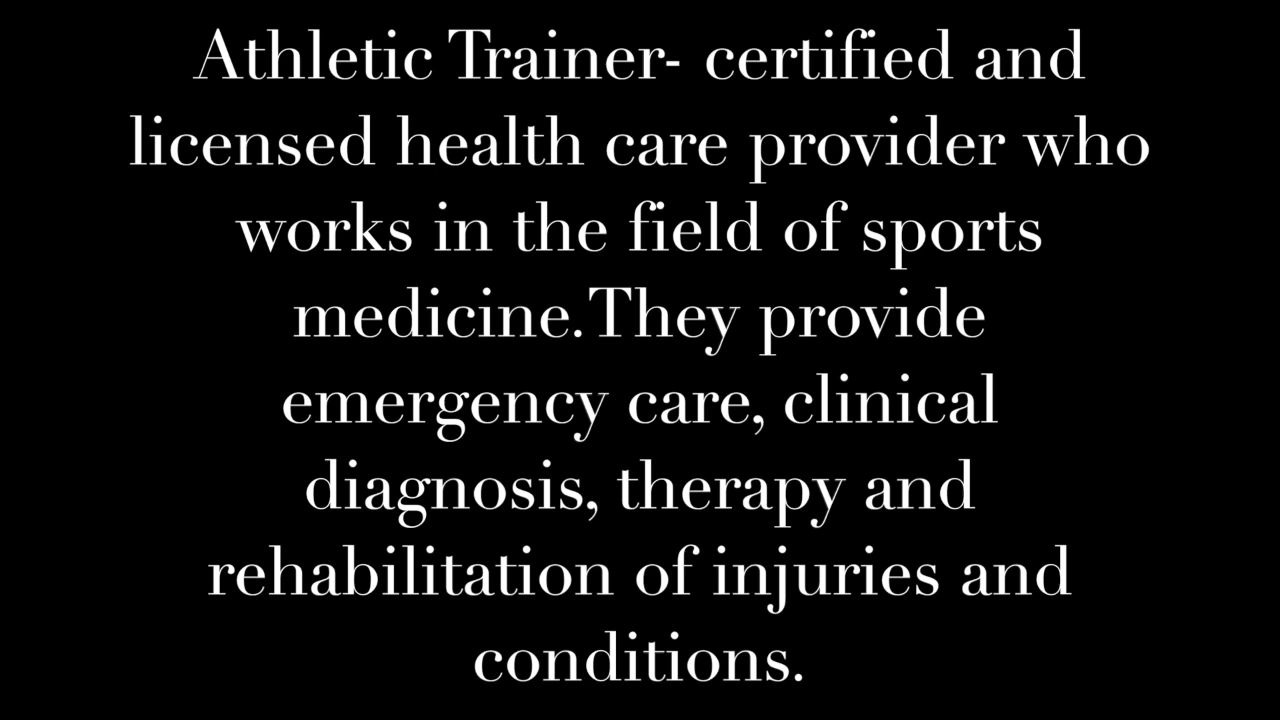 Athletic Trainer- certified and
licensed health care provider who
works in the field of sports
medicine.They provide
emergency care, clinical
diagnosis, therapy and
rehabilitation of injuries and
conditions.